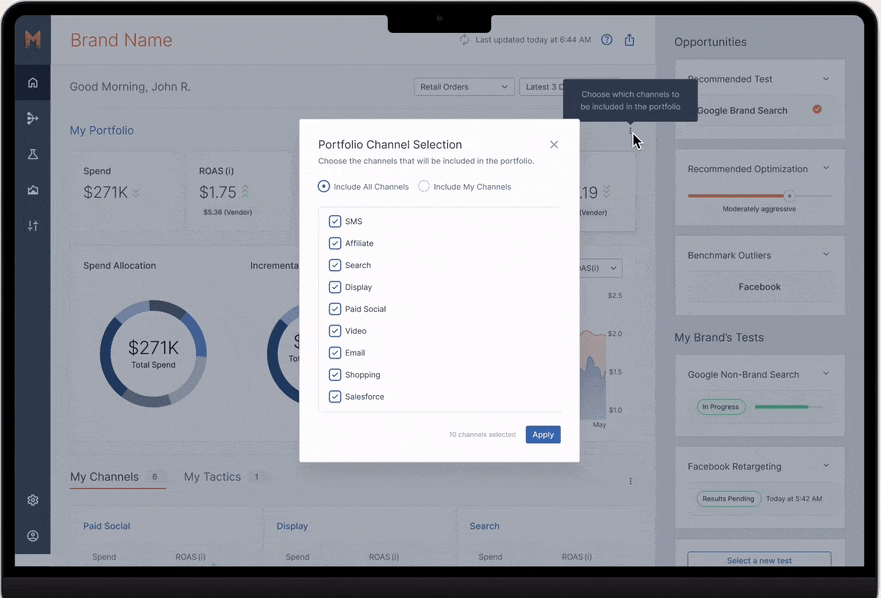 Brand Name
Last updated today at 6:44 AM
Good Morning, John R.
Retail Orders
Latest 3 D
Choose which channels to
be included in the portfolio
My Portfolio
Spend
$271K
ROAS (i)
$1.75
$5.36 (Vendor)
.19
(Vendor)
Spend Allocation
Incrementa
AS(i)
$271K
Total Spend
$
Tot
$2.5
$2.0
$1.5
$1.0
May
Portfolio Channel Selection
Choose the channels that will be included in the portfolio.
Include All Channels
Include My Channels
SMS
Affiliate
Search
Display
Paid Social
Video
Email
Shopping
Salesforce
10 channels selected
Apply
My Channels 6
My Tactics 1
Paid Social
Spend
ROAS(i)
Display
Spend
ROAS(i)
Search
Spend
ROAS(i)
Opportunities
Recommended Test
Google Brand Search
Recommended Optimization
Moderately aggressive
Benchmark Outliers
Facebook
My Brand's Tests
Google Non-Brand Search
In Progress
Facebook Retargeting
Results Pending
Today at 5:42 AM
Select a new test